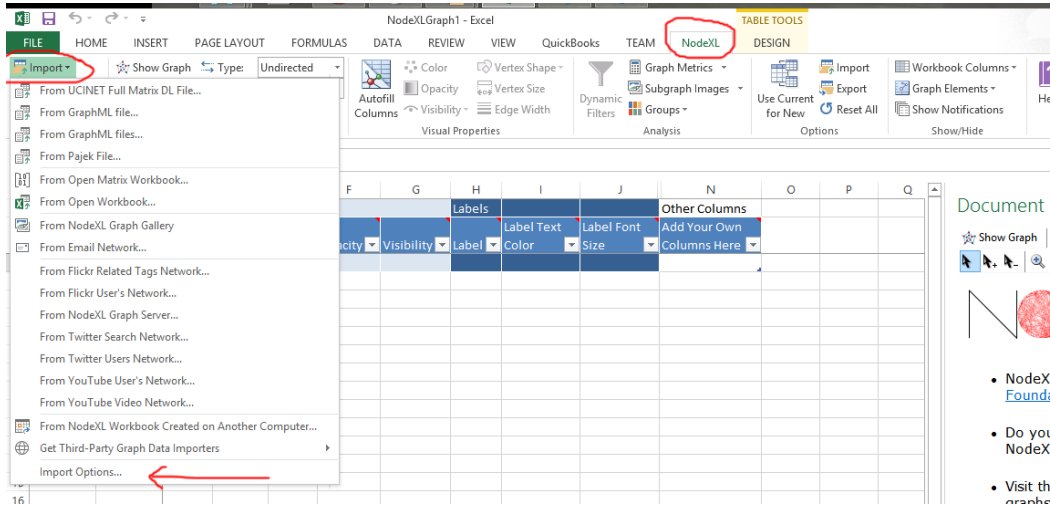 NodeXLGraph1 - Excel
TABLE TOOLS
FILE HOME INSERT PAGE LAYOUT FORMULAS DATA REVIEW VIEW QuickBooks TEAM NodeXL DESIGN
Import
Show Graph
Type:
Undirected
Color
Vertex Shape
Opacity
Vertex Size
Visibility
Edge Width
Autofill
Columns
Visual Properties
Dynamic
Filters
Graph Metrics
Subgraph Images
Groups
Analysis
Use Current
for New
Import
Export
Reset All
Options
Workbook Columns
Graph Elements
Show Notifications
Show/Hide
He
From UCINET Full Matrix DL File...
From GraphML file...
From GraphML files...
From Pajek File...
From Open Matrix Workbook...
From Open Workbook...
From NodeXL Graph Gallery
From Email Network...
From Flickr Related Tags Network...
From Flickr User's Network...
From NodeXL Graph Server...
From Twitter Search Network...
From Twitter Users Network...
From YouTube User's Network...
From YouTube Video Network...
From NodeXL Workbook Created on Another Computer...
Get Third-Party Graph Data Importers
Import Options...
16
F G H I J N O P Q
Labels
Other Columns
acity
Visibility
Label
Label Text
Color
Label Font
Size
Add Your Own
Columns Here
Document
Show Graph
NodeX
Founda
Do you
NodeX
Visit th
graphs